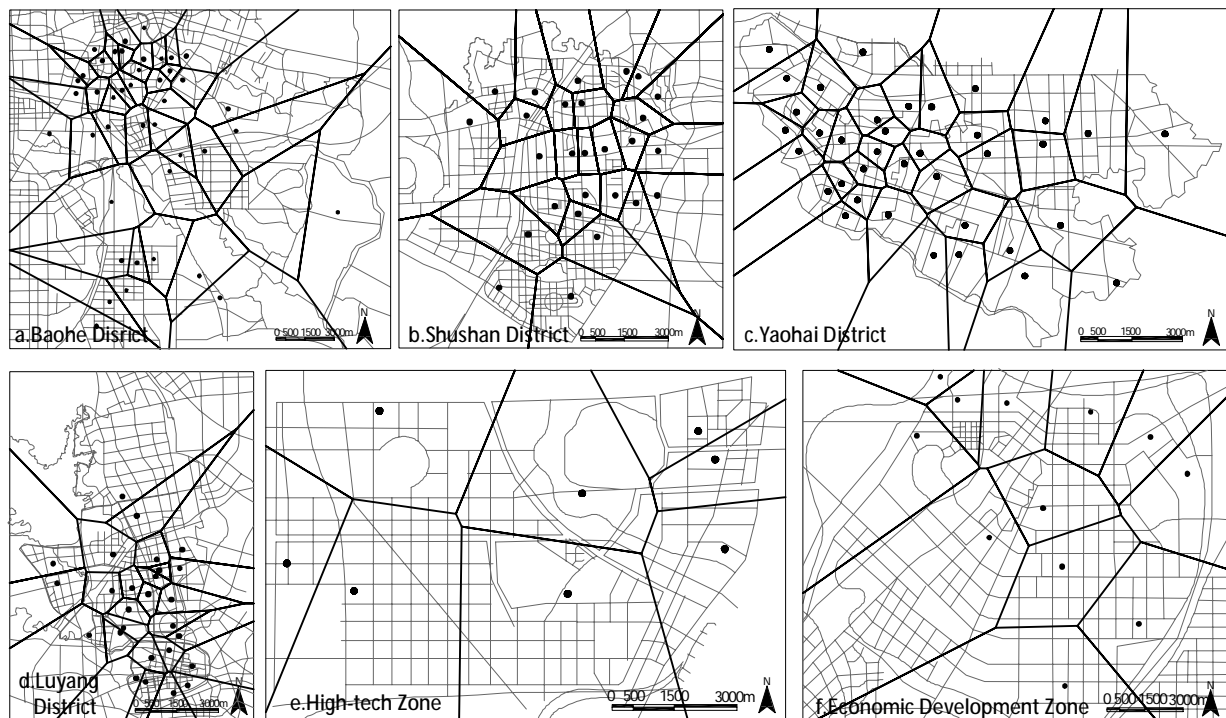 N
a.Baohe Disrict
0 500 1500 3000m
N
b.Shushan District
0 500 1500 3000m
N
c.Yaohai District
0 500 1500 3000m
N
d.Luyang
District
0 500 1500 3000m
N
e.High-tech Zone
0 500 1500 3000m
N
f.Economic Development Zone
0 500 1500 3000m